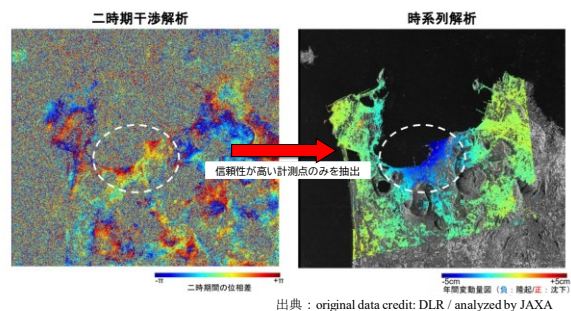 二時期干渉解析
時系列解析
信頼性が高い計測点のみを抽出
-π
+π
二時期間の位相差
-5cm
+5cm
年間変動量図（負：隆起/正：沈下）
出典：original data credit: DLR / analyzed by JAXA